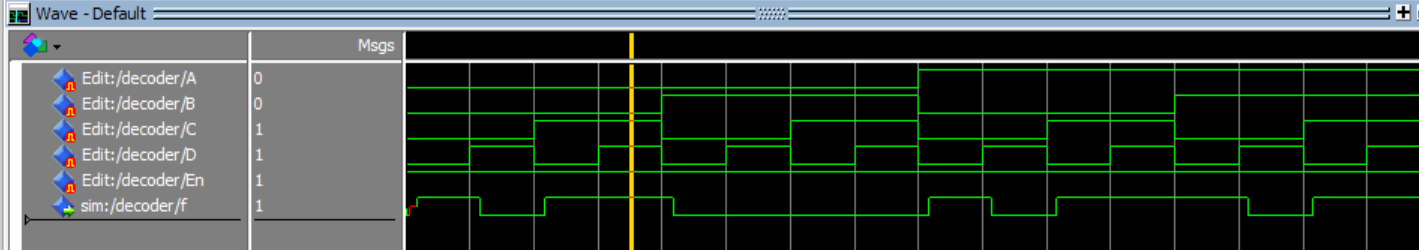 Wave - Default
Msgs
Edit:/decoder/A 0
Edit:/decoder/B 0
Edit:/decoder/C 1
Edit:/decoder/D 1
Edit:/decoder/En 1
sim:/decoder/f 1